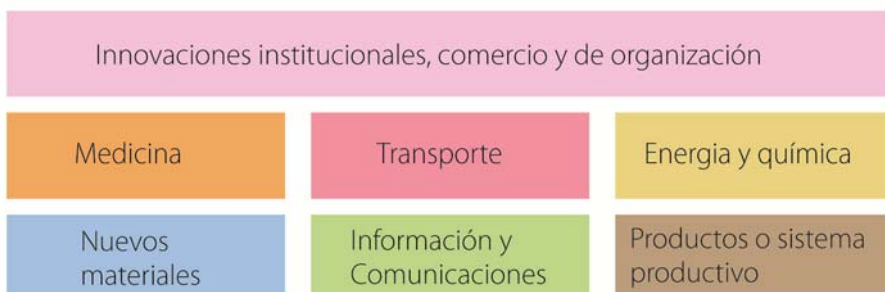 Innovaciones institucionales, comercio y de organización
Medicina
Transporte
Energia y química
Nuevos
materiales
Información y
Comunicaciones
Productos o sistema
productivo